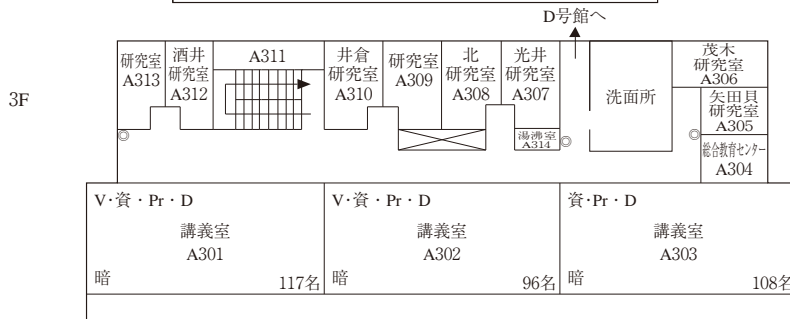 D号館へ
3F
研究室
A313
酒井
研究室
A312
A311
井倉
研究室
A310
研究室
A309
北
研究室
A308
光井
研究室
A307
湯沸室
A314
洗面所
茂木
研究室
A306
矢田貝
研究室
A305
総合教育センター
A304
V･資・Pr・D
講義室
A301
暗
117名
V･資・Pr・D
講義室
A302
暗
96名
資･Pr・D
講義室
A303
暗
108名